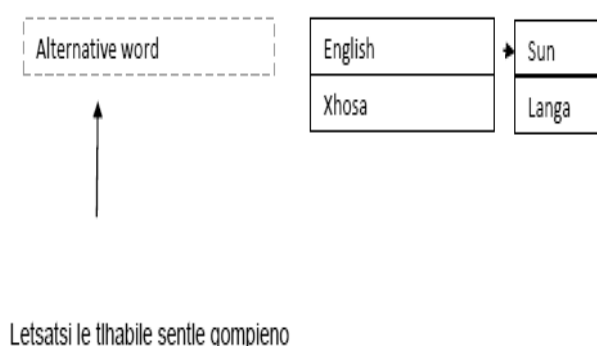 Alternative word
English
Sun
Xhosa
Langa
Letsatsi le tlhabile sentle gompieno